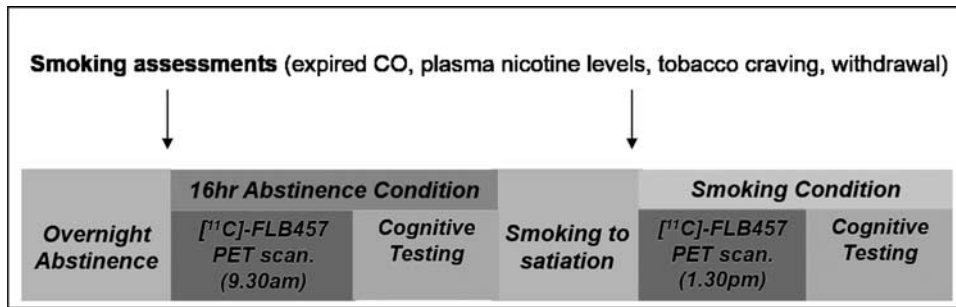 Smoking assessments (expired CO, plasma nicotine levels, tobacco craving, withdrawal)
Overnight
Abstinence
16hr Abstinence Condition
[¹¹C]-FLB457
PET scan.
(9.30am)
Cognitive
Testing
Smoking to
satiation
Smoking Condition
[¹¹C]-FLB457
PET scan.
(1.30pm)
Cognitive
Testing